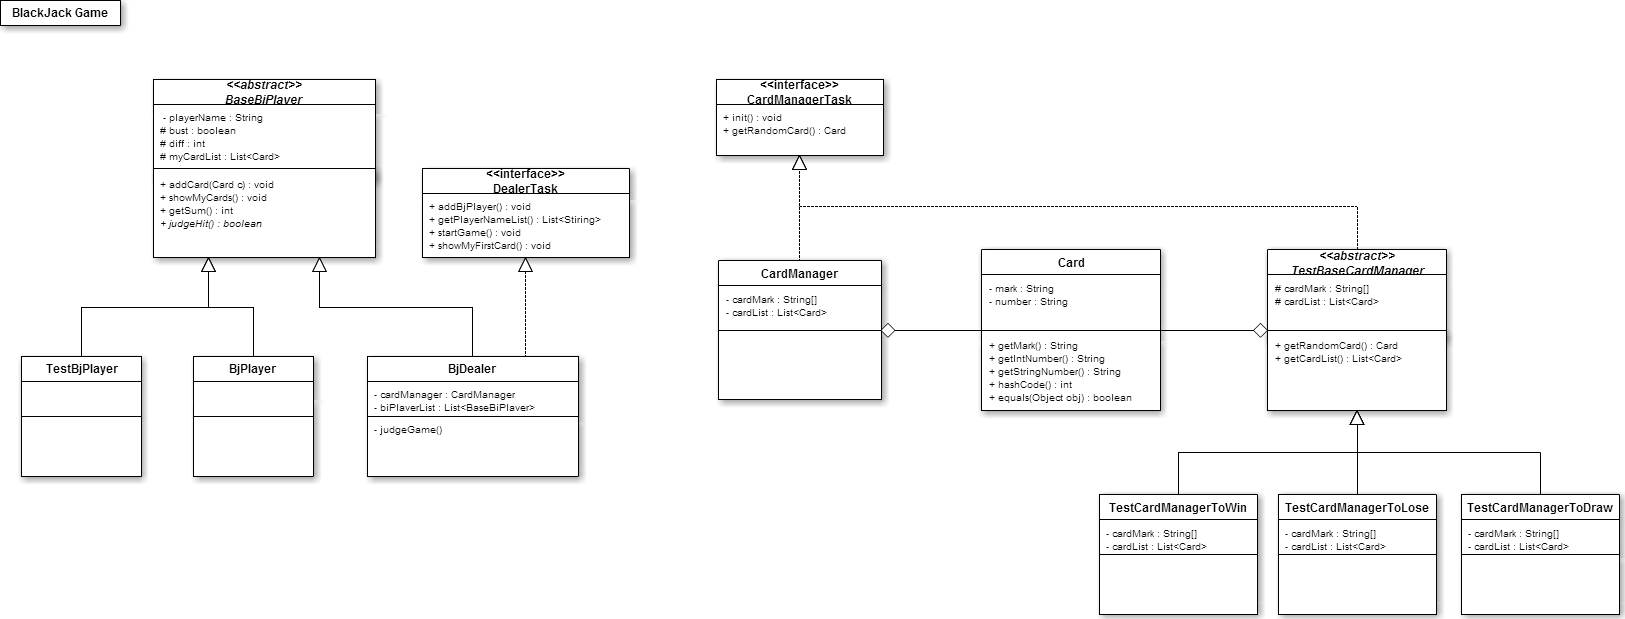 BlackJack Game
<<abstract>>
BaseBjPlayer
- playerName : String
# bust : boolean
# diff : int
# myCardList : List<Card>
+ addCard(Card c) : void
+ showMyCards() : void
+ getSum() : int
+ judgeHit() : boolean
<<interface>>
DealerTask
+ addBjPlayer() : void
+ getPlayerNameList() : List<Stiring>
+ startGame() : void
+ showMyFirstCard() : void
TestBjPlayer
BjPlayer
BjDealer
- cardManager : CardManager
- bjPlayerList : List<BaseBjPlayer>
- judgeGame()
<<interface>>
CardManagerTask
+ init() : void
+ getRandomCard() : Card
CardManager
- cardMark : String[]
- cardList : List<Card>
Card
- mark : String
- number : String
+ getMark() : String
+ getIntNumber() : String
+ getStringNumber() : String
+ hashCode() : int
+ equals(Object obj) : boolean
<<abstract>>
TestBaseCardManager
# cardMark : String[]
# cardList : List<Card>
+ getRandomCard() : Card
+ getCardList() : List<Card>
TestCardManagerToWin
- cardMark : String[]
- cardList : List<Card>
TestCardManagerToLose
- cardMark : String[]
- cardList : List<Card>
TestCardManagerToDraw
- cardMark : String[]
- cardList : List<Card>